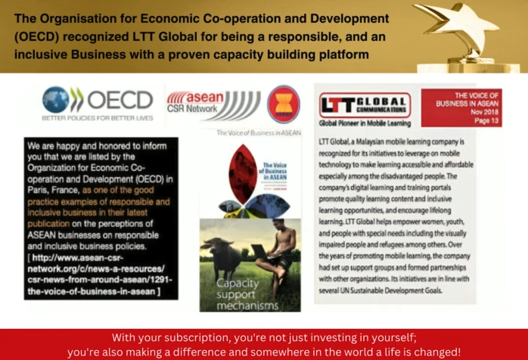 The Organisation for Economic Co-operation and Development
(OECD) recognized LTT Global for being a responsible, and an
inclusive Business with a proven capacity building platform
OECD
BETTER POLICIES FOR BETTER LIVES
asean
CSR Network
We are happy and honored to inform
you that we are listed by the
Organization for Economic Co-
operation and Development (OECD) in
Paris, France, as one of the good
practice examples of responsible and
inclusive business in their latest
publication on the perceptions of
ASEAN businesses on responsible
and inclusive business policies.
[ http://www.asean-csr-
network.org/c/news-a-resources/
csr-news-from-around-asean/1291-
the-voice-of-business-in-asean ]
The Voice of Business in ASEAN
The Voice
of Business
in ASEAN
Capacity
support
mechanisms
LTT GLOBAL
COMMUNICATIONS
Global Pioneer in Mobile Learning
THE VOICE OF
BUSINESS IN ASEAN
Nov 2018
Page 13
LTT Global, a Malaysian mobile learning company is
recognized for its initiatives to leverage on mobile
technology to make learning accessible and affordable
especially among the disadvantaged people. The
company's digital learning and training portals
promote quality learning content and inclusive
learning opportunities, and encourage lifelong
learning. LTT Global helps empower women, youth,
and people with special needs including the visually
impaired people and refugees among others. Over
the years of promoting mobile learning, the company
had set up support groups and formed partnerships
with other organizations. Its initiatives are in line with
several UN Sustainable Development Goals.
With your subscription, you're not just investing in yourself;
you're also making a difference and somewhere in the world a life is changed!